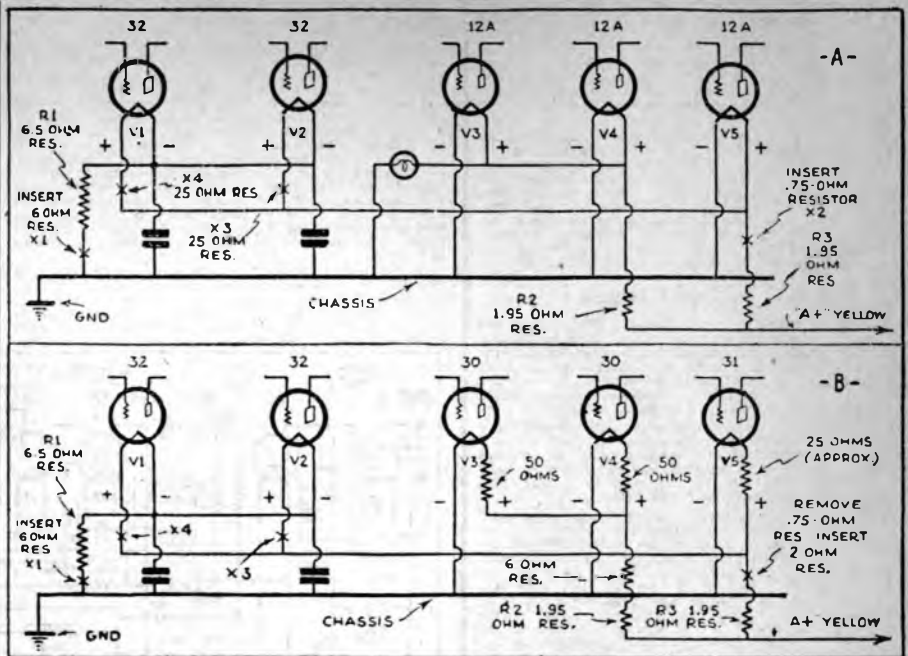 32 32 12A 12A 12A
-A-
R1
6.5 OHM
RES.
V1 V2 V3 V4 V5
+ - + - + - - + - +
X4
25 OHM RES
INSERT
6 OHM
RES.
X1
X3
25 OHM
RES.
INSERT
.75-OHM
RESISTOR
X2
R3
1.95
OHM
RES
GND
CHASSIS
R2
1.95 OHM
RES.
"A+" YELLOW
32 32 30 30 31
-B-
R1
6.5 OHM
RES.
V1 V2 V3 V4 V5
50
OHMS
50
OHMS
25 OHMS
(APPROX.)
+ - + - - + - + - +
INSERT
6 OHM
RES
X1
X4
X3
6 OHM
RES.
REMOVE
.75-OHM
RES INSERT
2 OHM
RES.
GND
CHASSIS
R2 1.95
OHM RES.
R3 1.95
OHM RES.
A+ YELLOW